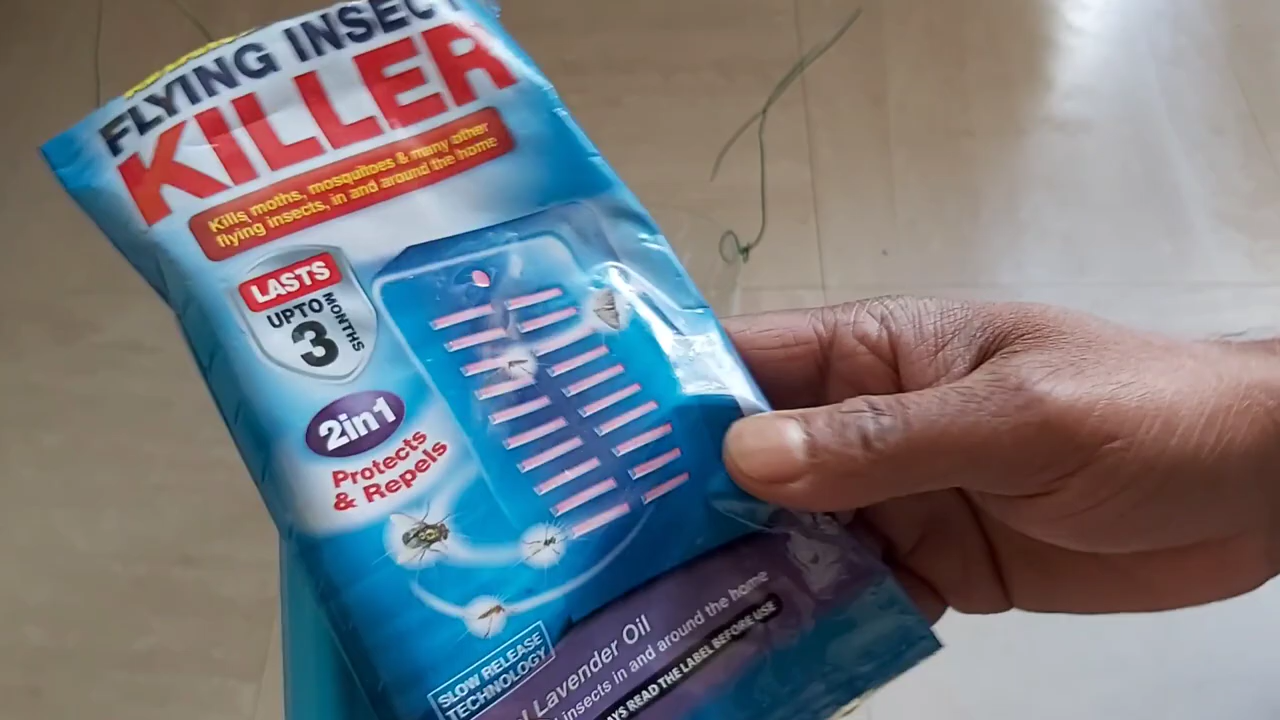 FLYING INSECT
KILLER
Kills moths, mosquitoes & many other
flying insects, in and around the home
LASTS
UPTO
3
MONTHS
2in1
Protects
& Repels
SLOW RELEASE
TECHNOLOGY
Lavender Oil
insects in and around the home
READ THE LABEL BEFORE USE